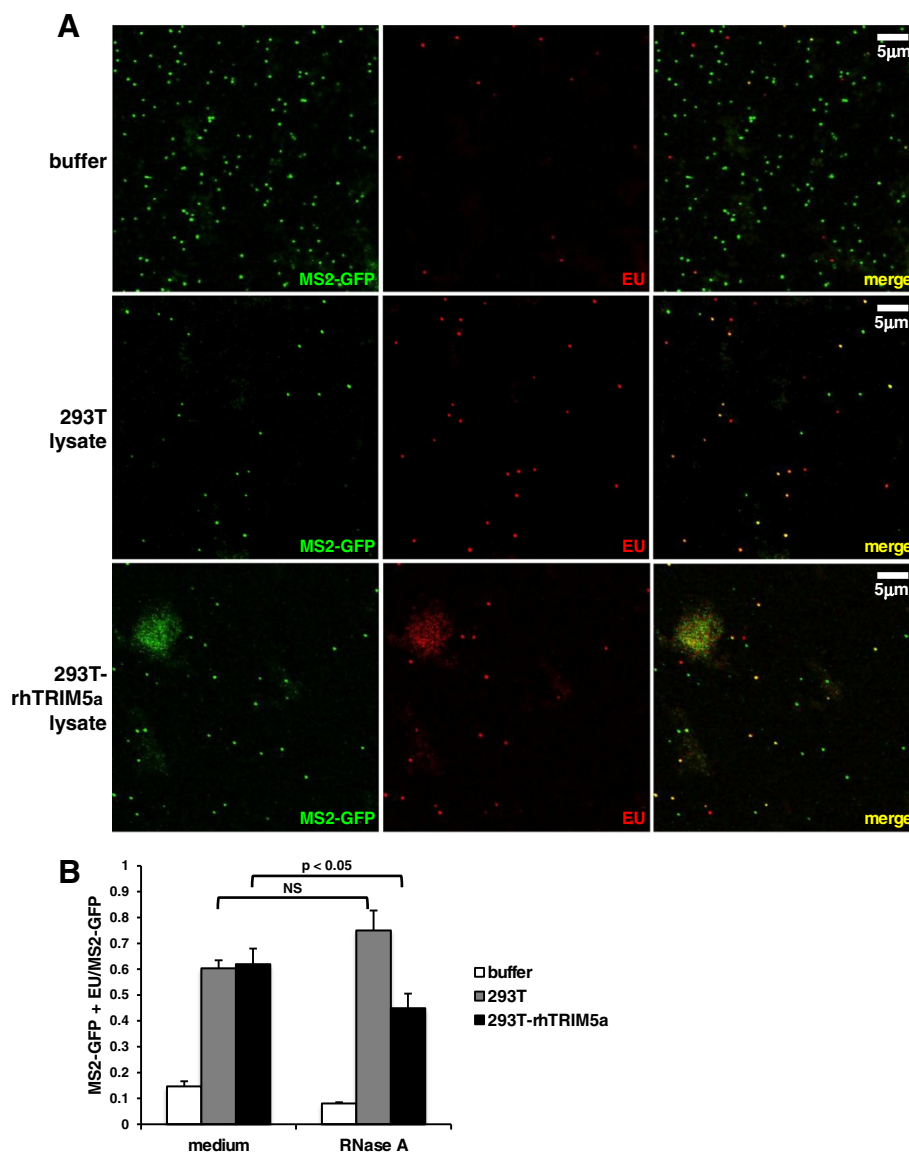 A
5µm
buffer
MS2-GFP
EU
merge
5µm
293T
lysate
MS2-GFP
EU
merge
5µm
293T-
rhTRIM5a
lysate
MS2-GFP
EU
merge
B
MS2-GFP + EU/MS2-GFP
1
0.9
0.8
0.7
0.6
0.5
0.4
0.3
0.2
0.1
0
p < 0.05
NS
medium
RNase A
buffer
293T
293T-rhTRIM5a